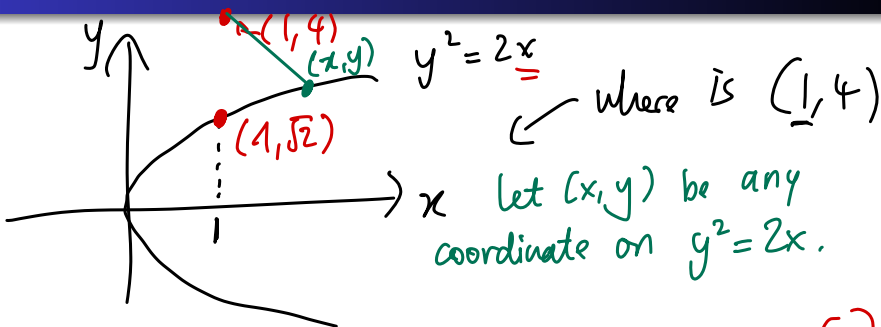 y
(1,4)
(x,y)
y² = 2x
where is (1,4)
(1,√2)
x
1
let (x,y) be any
coordinate on y² = 2x.